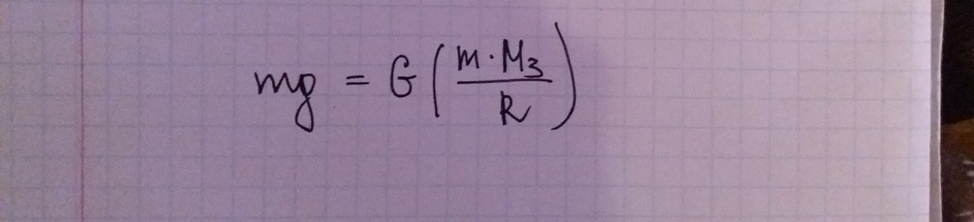 mg = G (m · M₃ / R)